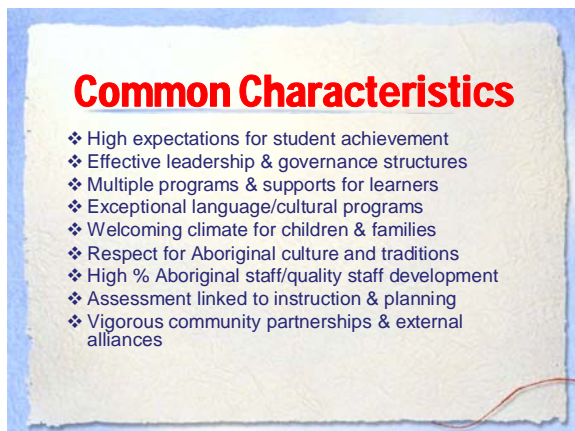 Common Characteristics
❖ High expectations for student achievement
❖ Effective leadership & governance structures
❖ Multiple programs & supports for learners
❖ Exceptional language/cultural programs
❖ Welcoming climate for children & families
❖ Respect for Aboriginal culture and traditions
❖ High % Aboriginal staff/quality staff development
❖ Assessment linked to instruction & planning
❖ Vigorous community partnerships & external
alliances